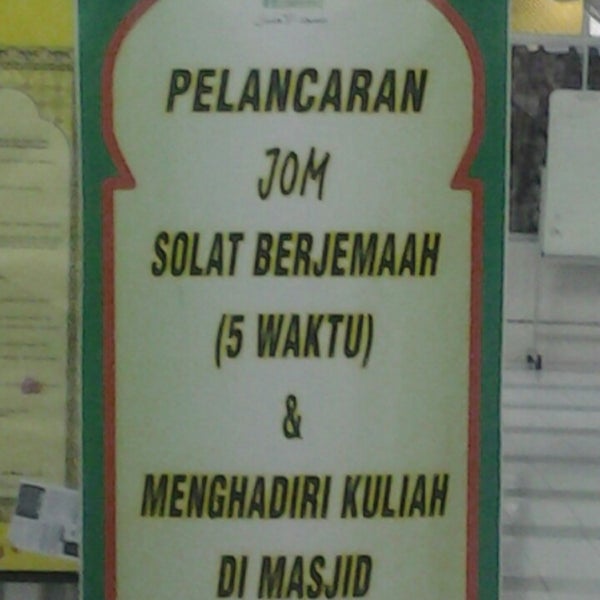 PELANCARAN
JOM
SOLAT BERJEMAAH
(5 WAKTU)
&
MENGHADIRI KULIAH
DI MASJID